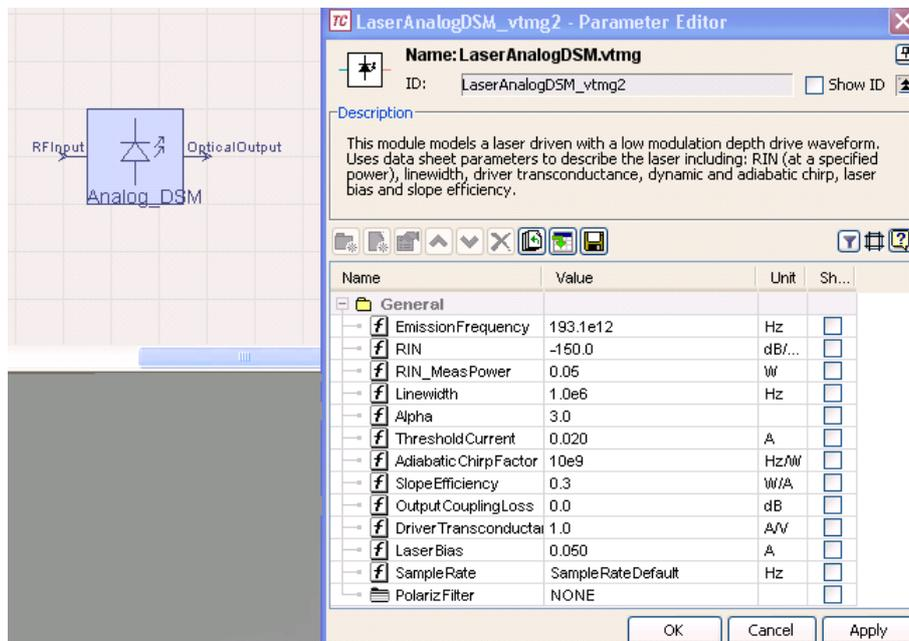 TC LaserAnalogDSM_vtmg2 - Parameter Editor
Name: LaserAnalogDSM.vtmg
ID: LaserAnalogDSM_vtmg2 Show ID
Description
This module models a laser driven with a low modulation depth drive waveform.
Uses data sheet parameters to describe the laser including: RIN (at a specified
power), linewidth, driver transconductance, dynamic and adiabatic chirp, laser
bias and slope efficiency.
RFInput
OpticalOutput
Analog_DSM
Name Value Unit Sh...
General
f EmissionFrequency 193.1e12 Hz
f RIN -150.0 dB/...
f RIN_MeasPower 0.05 W
f Linewidth 1.0e6 Hz
f Alpha 3.0
f ThresholdCurrent 0.020 A
f AdiabaticChirpFactor 10e9 Hz/W
f SlopeEfficiency 0.3 W/A
f OutputCouplingLoss 0.0 dB
f DriverTransconducta 1.0 A/V
f LaserBias 0.050 A
f SampleRate SampleRateDefault Hz
PolarizFilter NONE
OK Cancel Apply